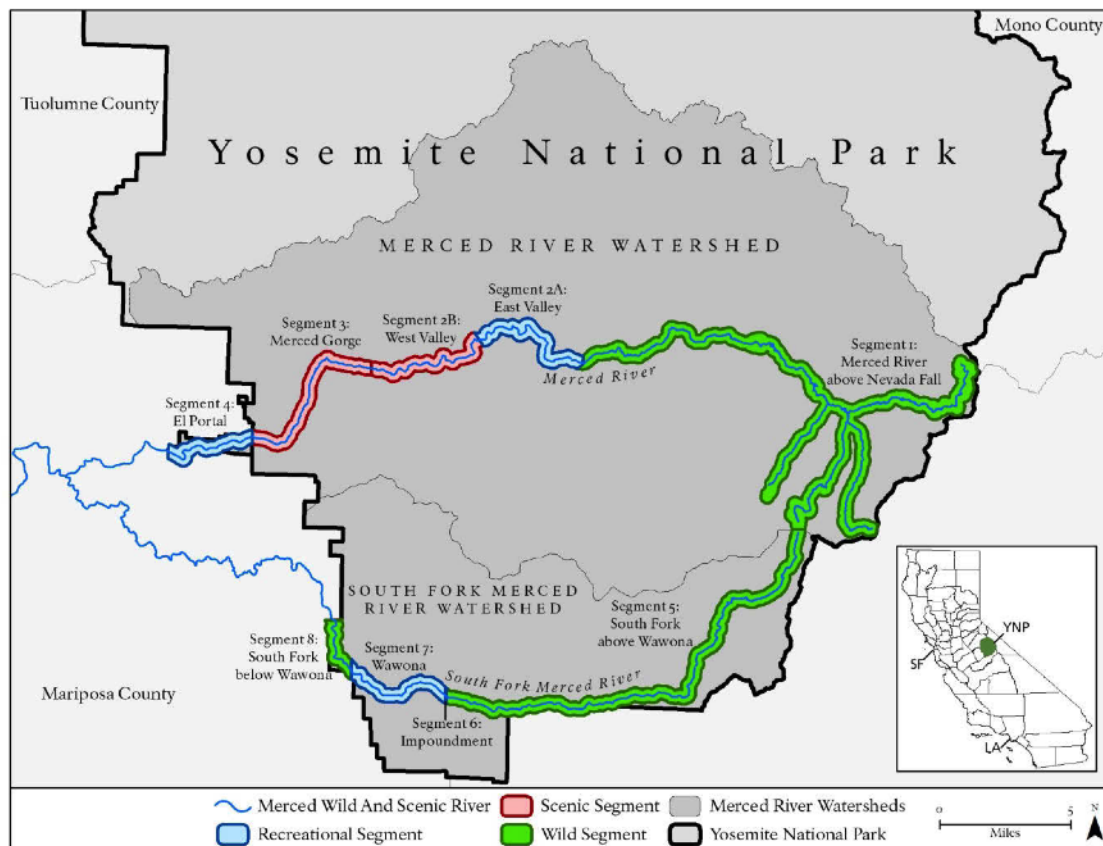 Mono County
Tuolumne County
Yosemite National Park
MERCED RIVER WATERSHED
Segment 2A:
East Valley
Segment 3:
Merced Gorge
Segment 2B:
West Valley
Segment 1:
Merced River
above Nevada Fall
Merced River
Segment 4:
El Portal
SOUTH FORK MERCED
RIVER WATERSHED
Segment 5:
South Fork
above Wawona
Segment 8:
South Fork
below Wawona
Segment 7:
Wawona
South Fork Merced River
Mariposa County
Segment 6:
Impoundment
YNP
SF
LA
Merced Wild And Scenic River
Scenic Segment
Merced River Watersheds
Recreational Segment
Wild Segment
Yosemite National Park
0
5
Miles
N